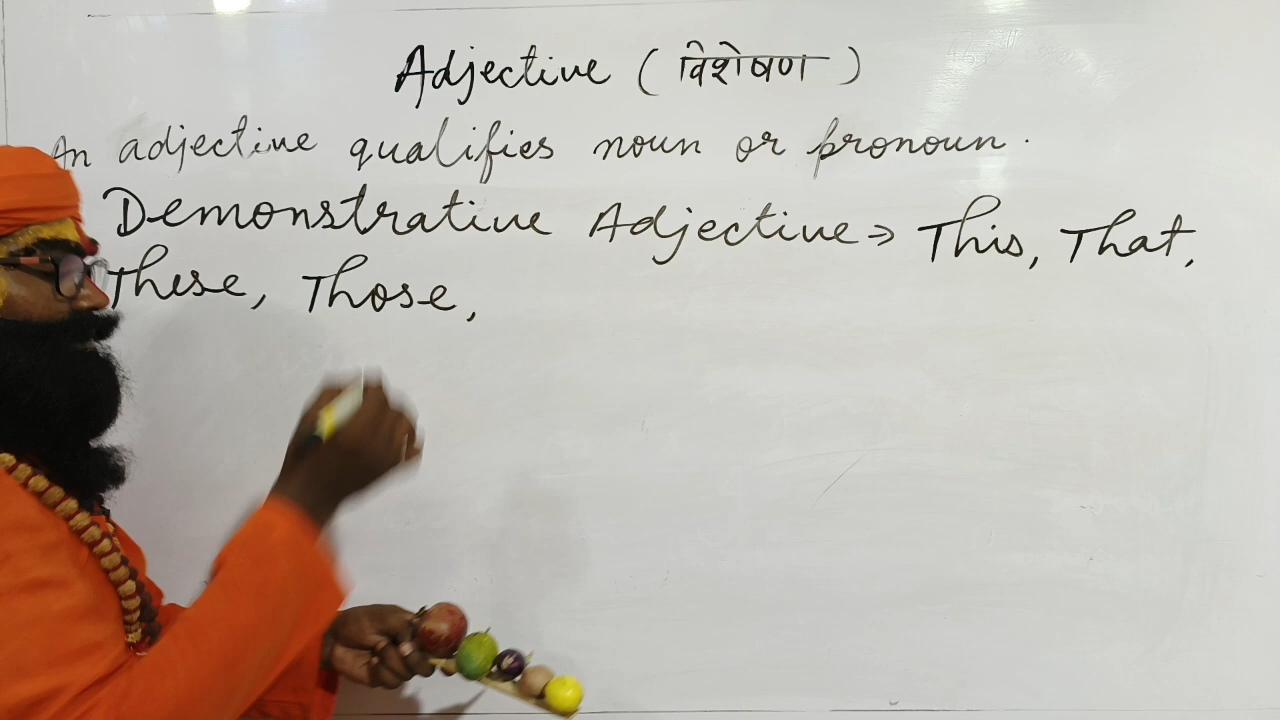 Adjective (विशेषण)
An adjective qualifies noun or pronoun.
Demonstrative Adjective → This, That,
These, Those,